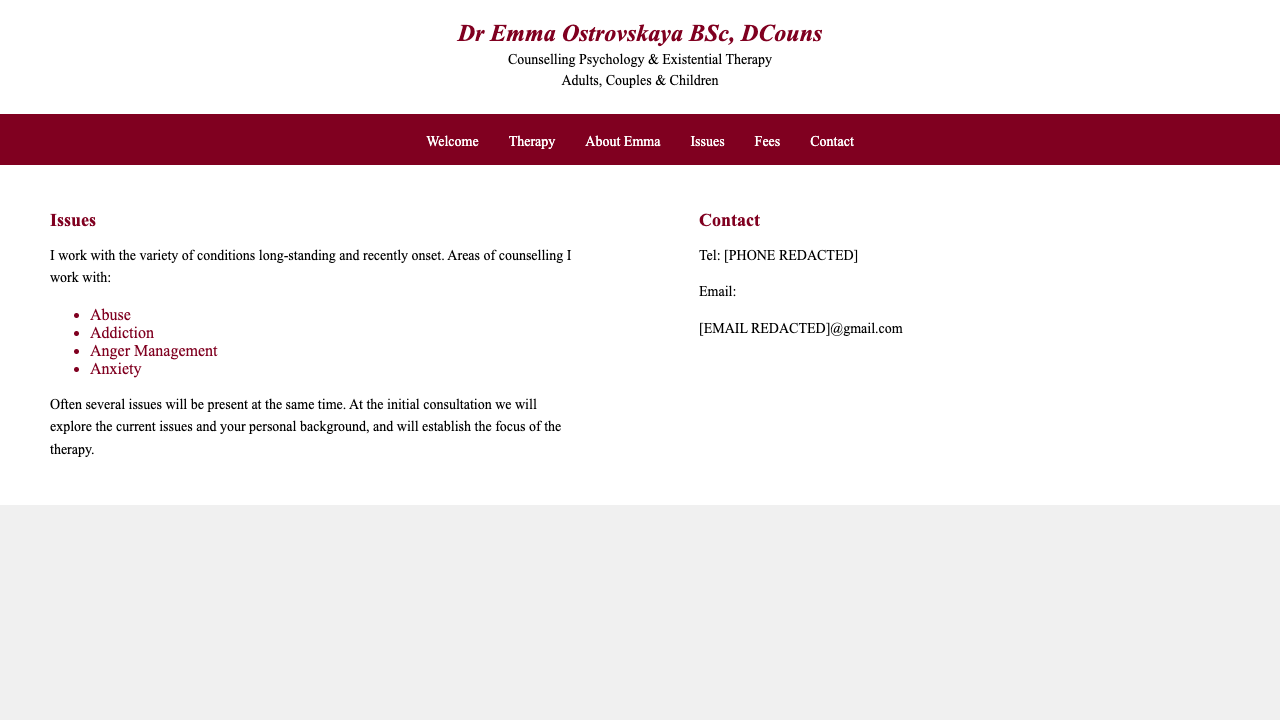 Dr Emma Ostrovskaya BSc, DCouns
Counselling Psychology & Existential Therapy
Adults, Couples & Children
Welcome Therapy About Emma Issues Fees Contact
Issues
I work with the variety of conditions long-standing and recently onset. Areas of counselling I
work with:
• Abuse
• Addiction
• Anger Management
• Anxiety
Often several issues will be present at the same time. At the initial consultation we will
explore the current issues and your personal background, and will establish the focus of the
therapy.
Contact
Tel: [PHONE REDACTED]
Email:
[EMAIL REDACTED]@gmail.com